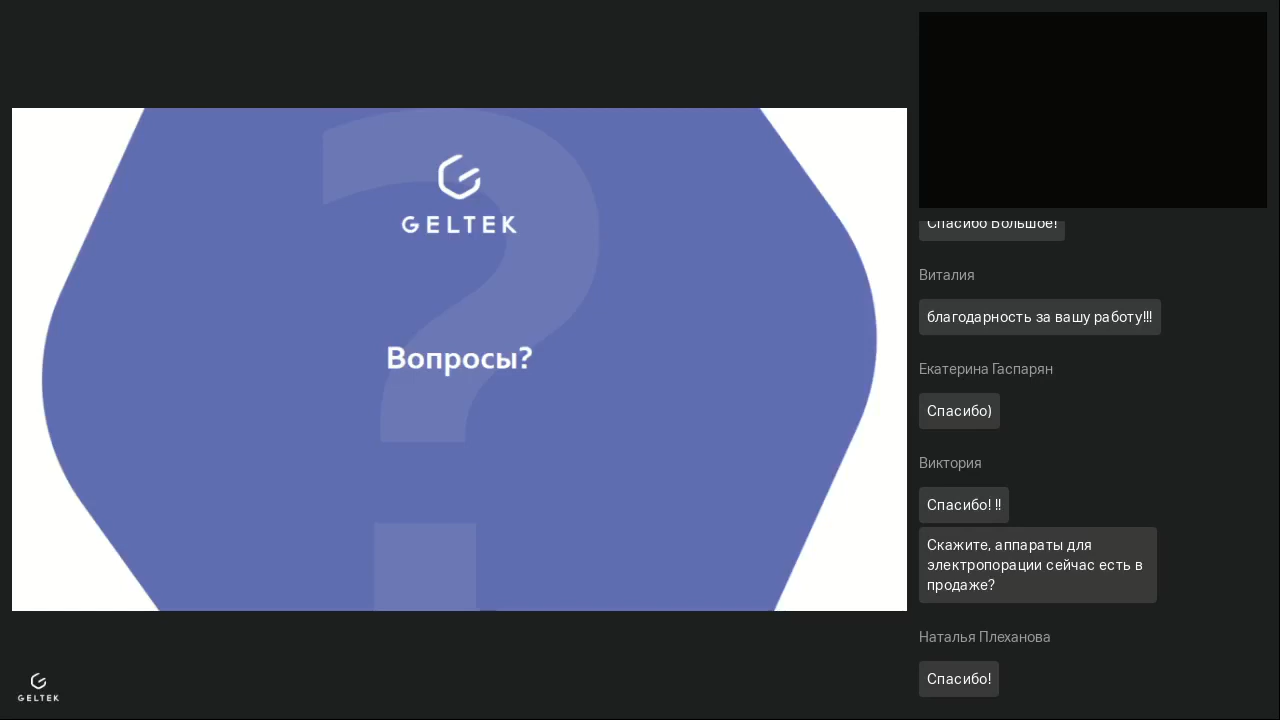 GELTEK
Вопросы?
GELTEK
Спасибо Большое!
Виталия
благодарность за вашу работу!!!
Екатерина Гаспарян
Спасибо)
Виктория
Спасибо! !!
Скажите, аппараты для
электропорации сейчас есть в
продаже?
Наталья Плеханова
Спасибо!